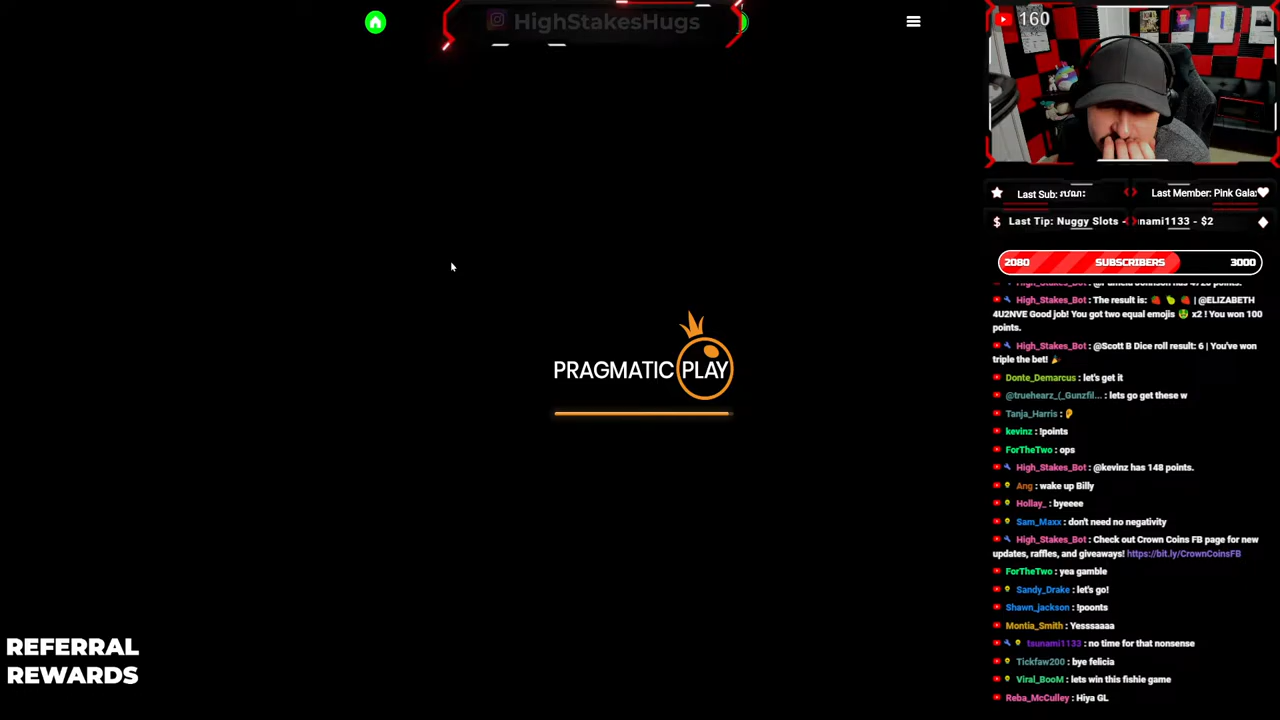 HighStakesHugs
160
Last Sub:
Last Member: Pink Gala
Last Tip: Nuggy Slots - nami1133 - $2
2080 SUBSCRIBERS 3000
High_Stakes_Bot : The result is: 🍓 🍐 🍓 | @ELIZABETH
4U2NVE Good job! You got two equal emojis 🤑 x2 ! You won 100
points.
High_Stakes_Bot : @Scott B Dice roll result: 6 | You've won
triple the bet! 🎉
Donte_Demarcus : let's get it
@truehearz_(_Gunzfil... : lets go get these w
Tanja_Harris : 👂
kevinz : !points
ForTheTwo : ops
High_Stakes_Bot : @kevinz has 148 points.
Ang : wake up Billy
Hollay_ : byeeee
Sam_Maxx : don't need no negativity
High_Stakes_Bot : Check out Crown Coins FB page for new
updates, raffles, and giveaways! https://bit.ly/CrownCoinsFB
ForTheTwo : yea gamble
Sandy_Drake : let's go!
Shawn_jackson : !poonts
Montia_Smith : Yesssaaaa
tsunami1133 : no time for that nonsense
Tickfaw200 : bye felicia
Viral_BooM : lets win this fishie game
Reba_McCulley : Hiya GL
PRAGMATIC PLAY
REFERRAL
REWARDS